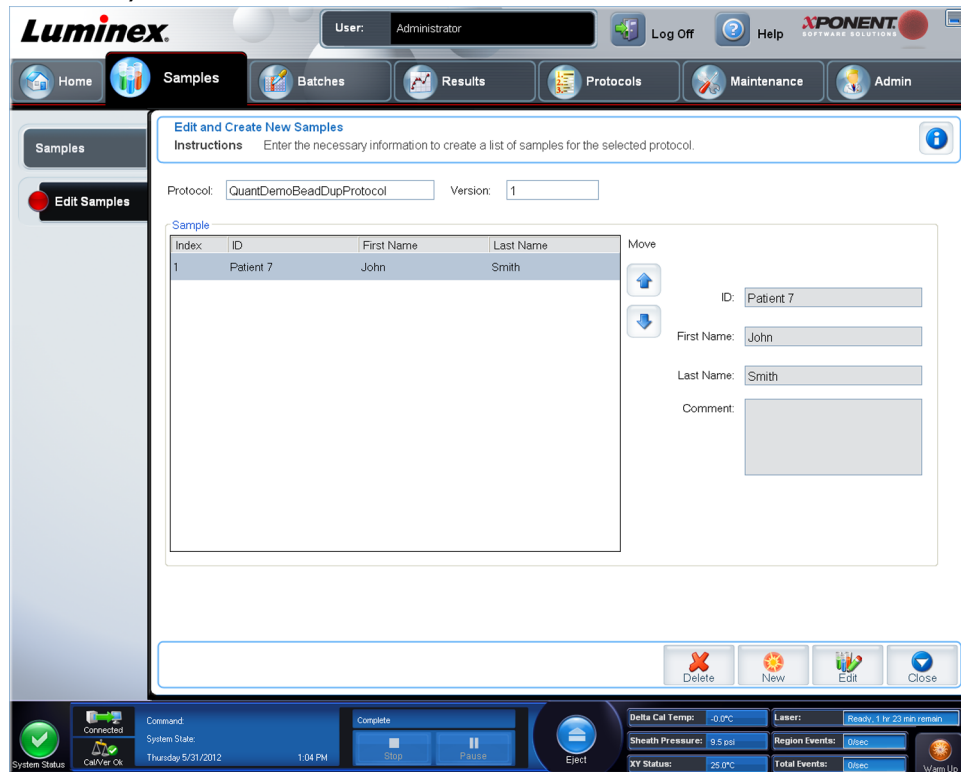 Luminex.
User: Administrator
Log Off
Help
XPONENT.
SOFTWARE SOLUTIONS
Home
Samples
Batches
Results
Protocols
Maintenance
Admin
Samples
Edit Samples
Edit and Create New Samples
Instructions Enter the necessary information to create a list of samples for the selected protocol.
Protocol: QuantDemoBeadDupProtocol Version: 1
Sample
Index ID First Name Last Name
1 Patient 7 John Smith
Move
ID: Patient 7
First Name: John
Last Name: Smith
Comment:
Delete
New
Edit
Close
System Status
Connected
Cal/Ver Ok
Command:
System State:
Thursday 5/31/2012 1:04 PM
Complete
Stop
Pause
Eject
Delta Cal Temp: -0.0°C
Sheath Pressure: 9.5 psi
XY Status: 25.0°C
Laser: Ready, 1 hr 23 min remain
Region Events: 0/sec
Total Events: 0/sec
Warm Up